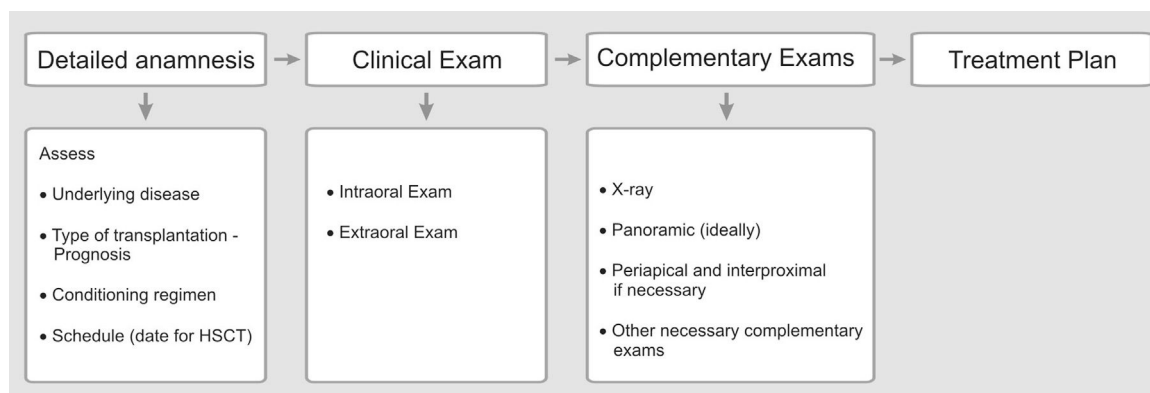 Detailed anamnesis
Clinical Exam
Complementary Exams
Treatment Plan
Assess
• Underlying disease
• Type of transplantation -
Prognosis
• Conditioning regimen
• Schedule (date for HSCT)
• Intraoral Exam
• Extraoral Exam
• X-ray
• Panoramic (ideally)
• Periapical and interproximal
if necessary
• Other necessary complementary
exams